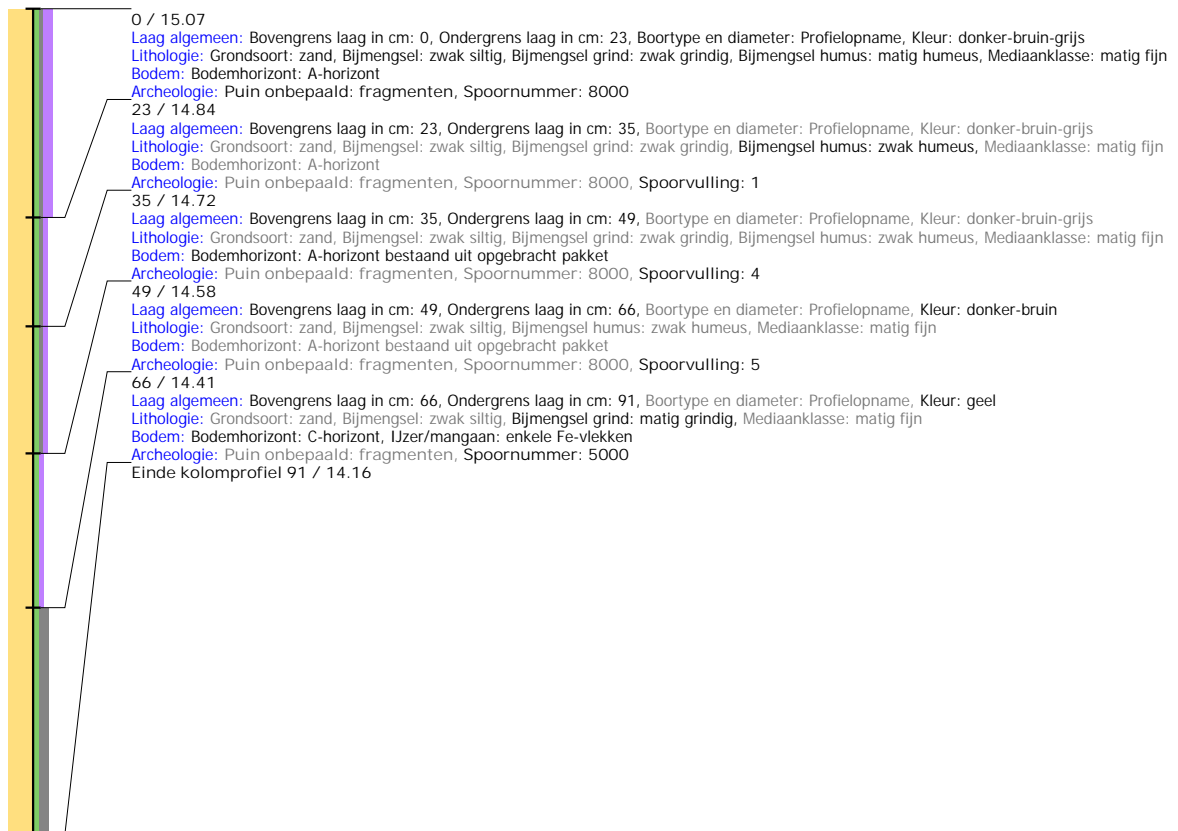 0 / 15.07
Laag algemeen: Bovengrens laag in cm: 0, Ondergrens laag in cm: 23, Boortype en diameter: Profielopname, Kleur: donker-bruin-grijs
Lithologie: Grondsoort: zand, Bijmengsel: zwak siltig, Bijmengsel grind: zwak grindig, Bijmengsel humus: matig humeus, Mediaanklasse: matig fijn
Bodem: Bodemhorizont: A-horizont
Archeologie: Puin onbepaald: fragmenten, Spoornummer: 8000
23 / 14.84
Laag algemeen: Bovengrens laag in cm: 23, Ondergrens laag in cm: 35, Boortype en diameter: Profielopname, Kleur: donker-bruin-grijs
Lithologie: Grondsoort: zand, Bijmengsel: zwak siltig, Bijmengsel grind: zwak grindig, Bijmengsel humus: zwak humeus, Mediaanklasse: matig fijn
Bodem: Bodemhorizont: A-horizont
Archeologie: Puin onbepaald: fragmenten, Spoornummer: 8000, Spoorvulling: 1
35 / 14.72
Laag algemeen: Bovengrens laag in cm: 35, Ondergrens laag in cm: 49, Boortype en diameter: Profielopname, Kleur: donker-bruin-grijs
Lithologie: Grondsoort: zand, Bijmengsel: zwak siltig, Bijmengsel grind: zwak grindig, Bijmengsel humus: zwak humeus, Mediaanklasse: matig fijn
Bodem: Bodemhorizont: A-horizont bestaand uit opgebracht pakket
Archeologie: Puin onbepaald: fragmenten, Spoornummer: 8000, Spoorvulling: 4
49 / 14.58
Laag algemeen: Bovengrens laag in cm: 49, Ondergrens laag in cm: 66, Boortype en diameter: Profielopname, Kleur: donker-bruin
Lithologie: Grondsoort: zand, Bijmengsel: zwak siltig, Bijmengsel humus: zwak humeus, Mediaanklasse: matig fijn
Bodem: Bodemhorizont: A-horizont bestaand uit opgebracht pakket
Archeologie: Puin onbepaald: fragmenten, Spoornummer: 8000, Spoorvulling: 5
66 / 14.41
Laag algemeen: Bovengrens laag in cm: 66, Ondergrens laag in cm: 91, Boortype en diameter: Profielopname, Kleur: geel
Lithologie: Grondsoort: zand, Bijmengsel: zwak siltig, Bijmengsel grind: matig grindig, Mediaanklasse: matig fijn
Bodem: Bodemhorizont: C-horizont, IJzer/mangaan: enkele Fe-vlekken
Archeologie: Puin onbepaald: fragmenten, Spoornummer: 5000
Einde kolomprofiel 91 / 14.16